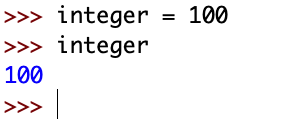 >>> integer = 100
>>> integer
100
>>>